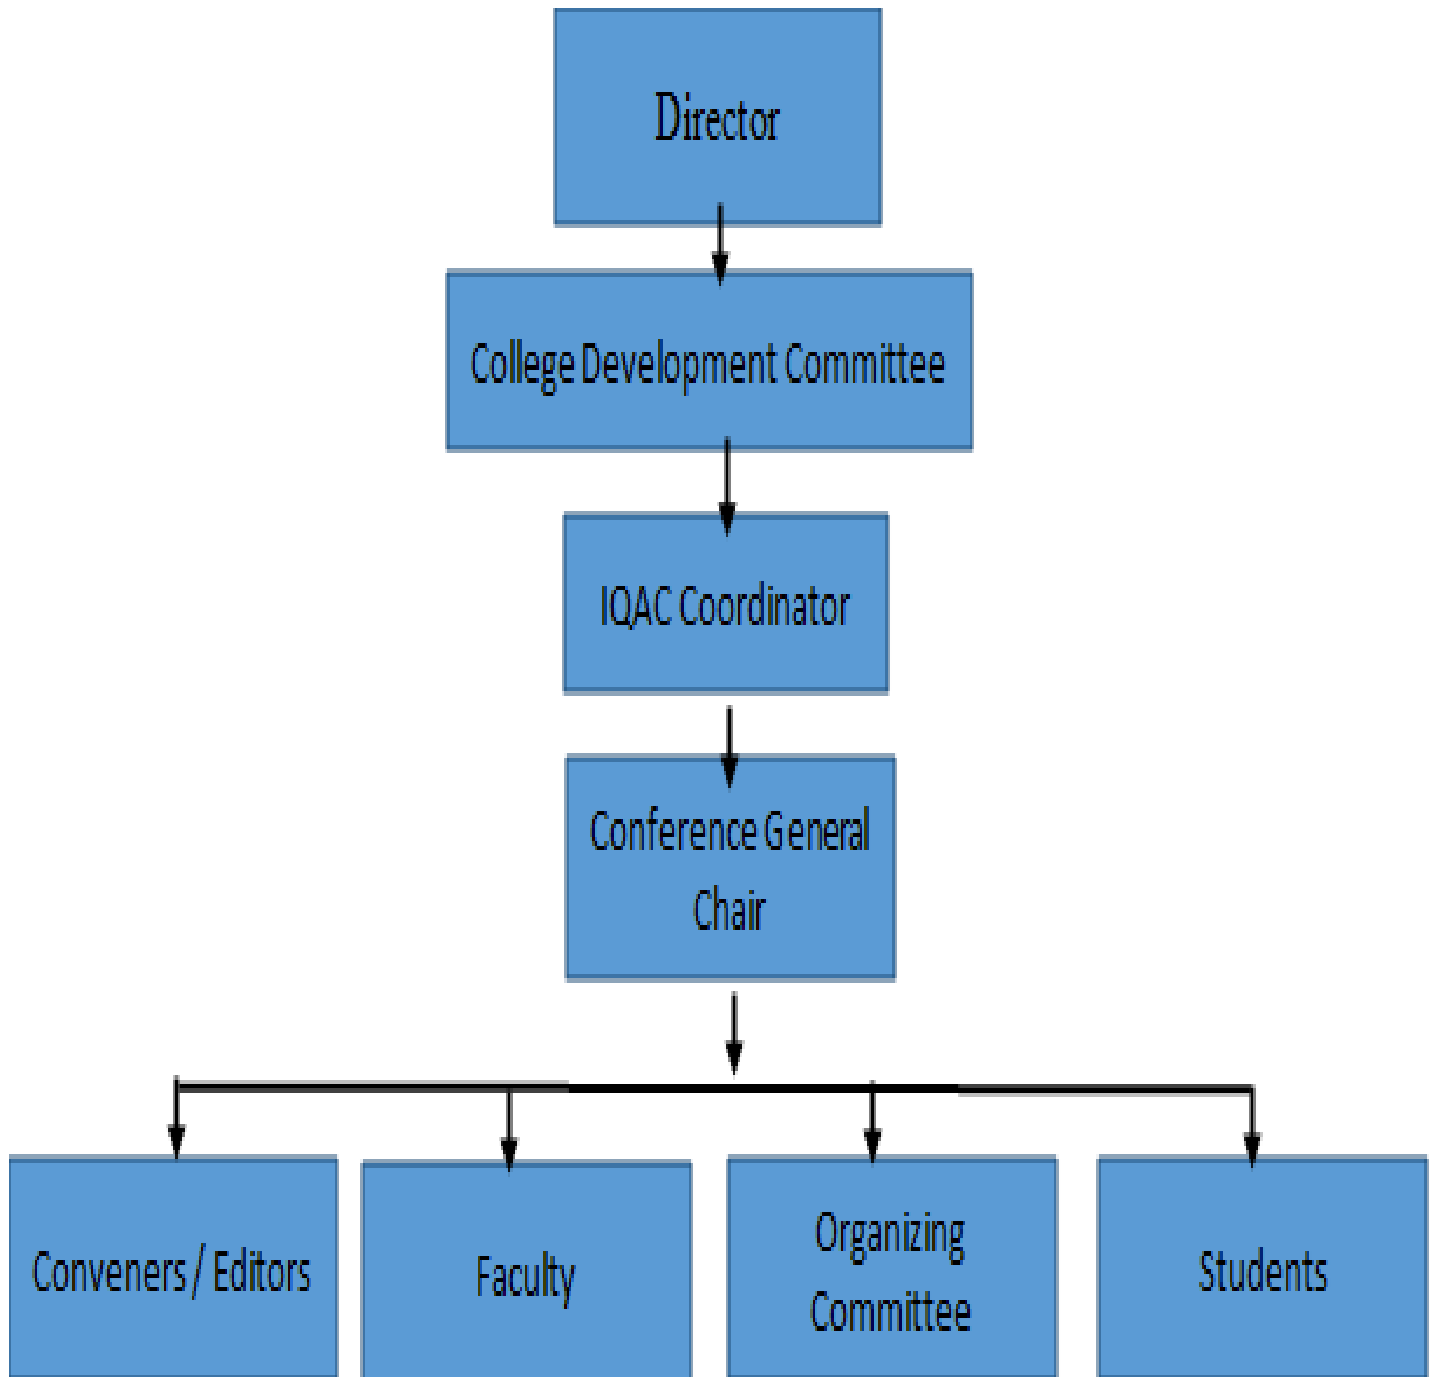 Director
College Development Committee
IQAC Coordinator
Conference General
Chair
Conveners / Editors
Faculty
Organizing
Committee
Students